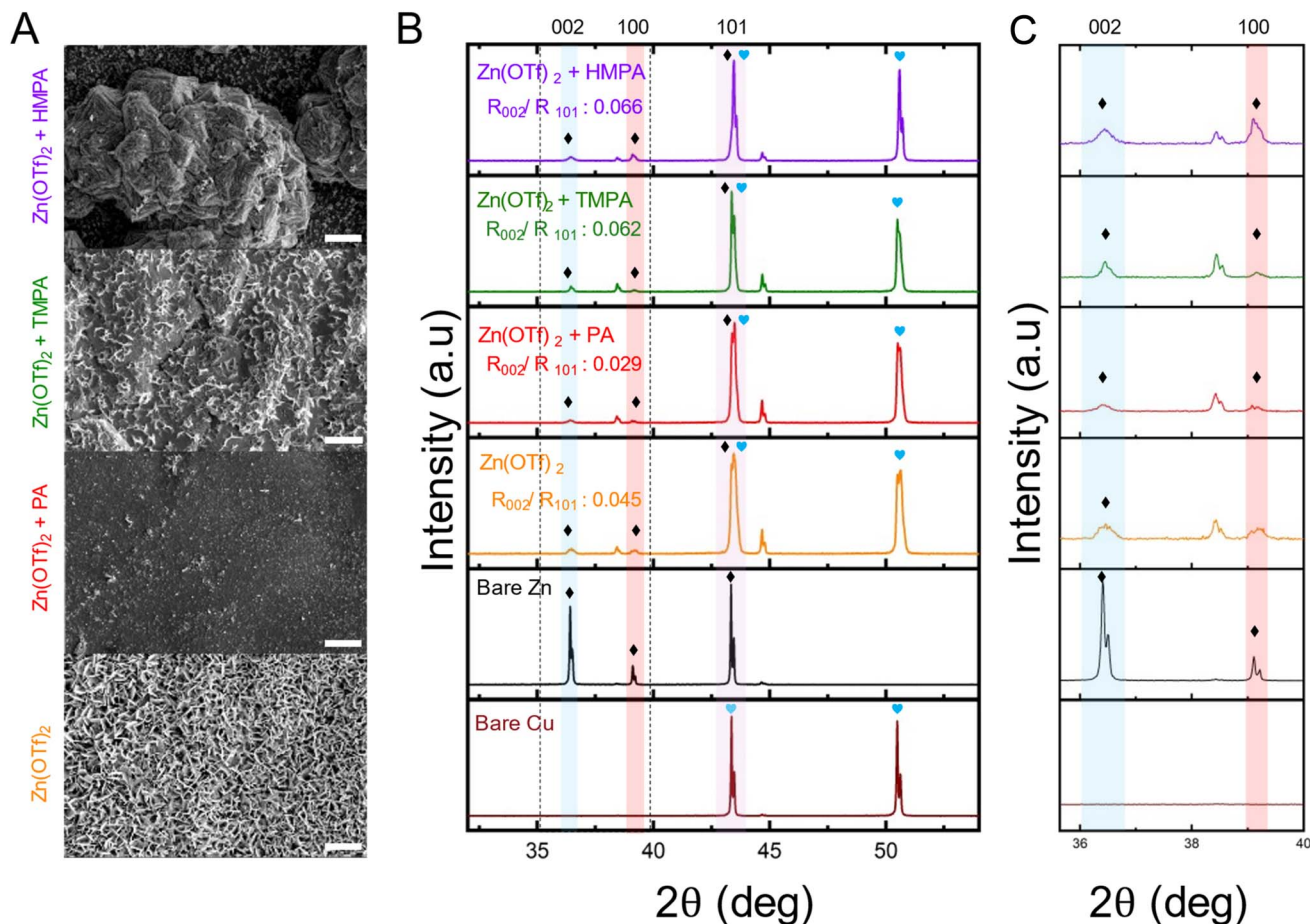 A
Zn(OTf)₂ + HMPA
Zn(OTf)₂ + TMPA
Zn(OTf)₂ + PA
Zn(OTf)₂
B
002 100 101
Zn(OTf) ₂ + HMPA
R₀₀₂/ R ₁₀₁ : 0.066
Zn(OTf)₂ + TMPA
R₀₀₂/ R ₁₀₁ : 0.062
Zn(OTf) ₂ + PA
R₀₀₂/ R ₁₀₁ : 0.029
Zn(OTf) ₂
R₀₀₂/ R₁₀₁ : 0.045
Bare Zn
Bare Cu
Intensity (a.u)
35 40 45 50
2θ (deg)
C
002 100
Intensity (a.u)
36 38 40
2θ (deg)